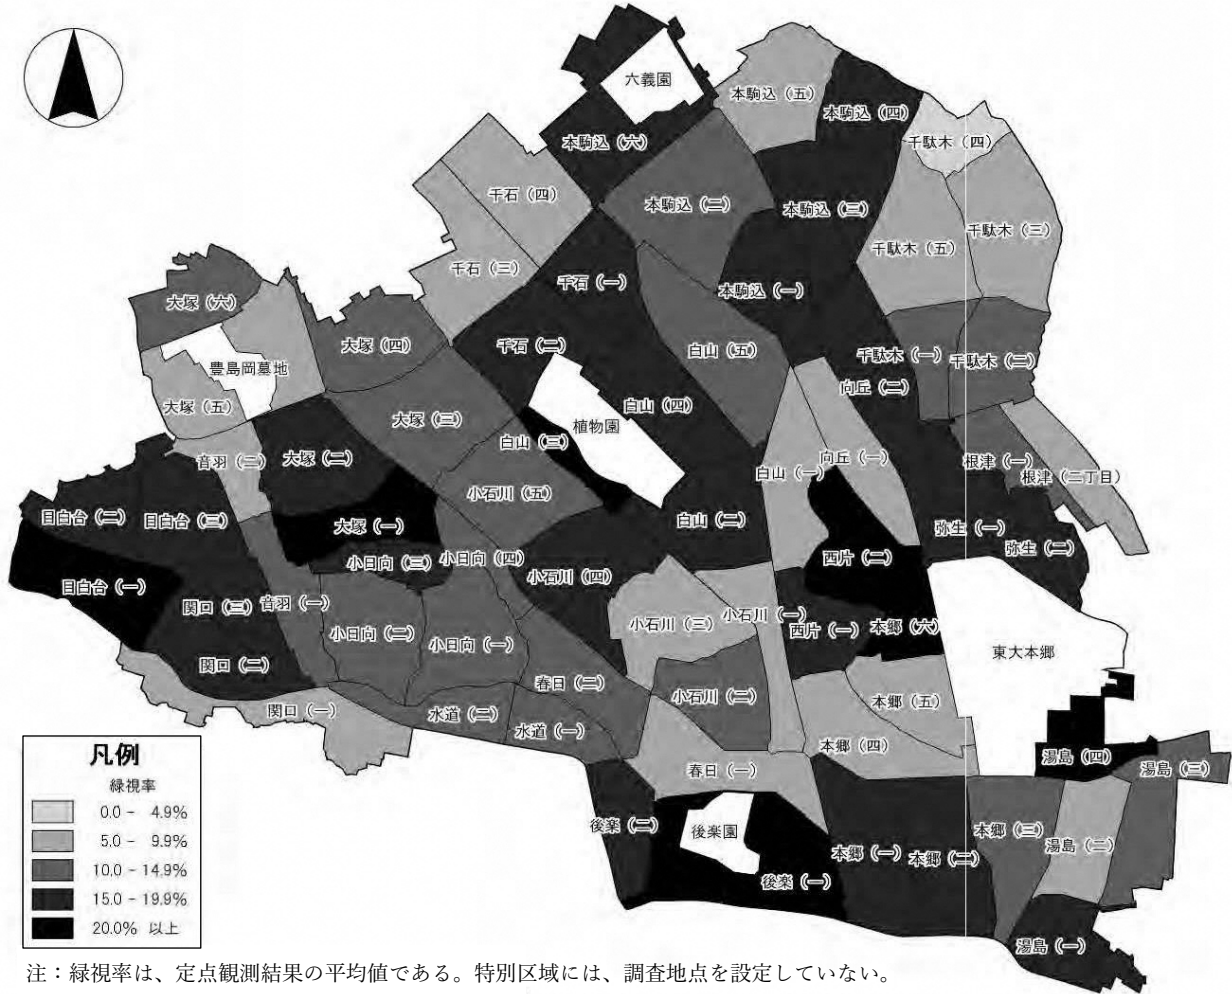 六義園
本駒込（五）
本駒込（四）
本駒込（六）
千駄木（四）
千石（四）
本駒込（二）
本駒込（三）
千駄木（三）
千駄木（五）
千石（三）
千石（一）
本駒込（一）
大塚（六）
大塚（四）
千石（二）
白山（五）
千駄木（一）
千駄木（二）
豊島岡墓地
向丘（二）
大塚（五）
大塚（三）
白山（四）
植物園
白山（三）
音羽（二）
大塚（二）
白山（一）
向丘（一）
根津（一）
根津（二丁目）
小石川（五）
目白台（二）
目白台（三）
大塚（一）
白山（二）
弥生（一）
弥生（二）
小日向（三）
小日向（四）
西片（二）
目白台（一）
小石川（四）
関口（三）
音羽（一）
小石川（一）
小石川（三）
西片（一）
本郷（六）
小日向（二）
小日向（一）
東大本郷
関口（二）
春日（二）
小石川（二）
本郷（五）
関口（一）
水道（二）
水道（一）
本郷（四）
湯島（四）
湯島（三）
春日（一）
後楽（二）
後楽園
本郷（三）
湯島（二）
本郷（一）
本郷（二）
後楽（一）
湯島（一）
凡例
緑視率
0.0 - 4.9%
5.0 - 9.9%
10.0 - 14.9%
15.0 - 19.9%
20.0% 以上
注：緑視率は、定点観測結果の平均値である。特別区域には、調査地点を設定していない。